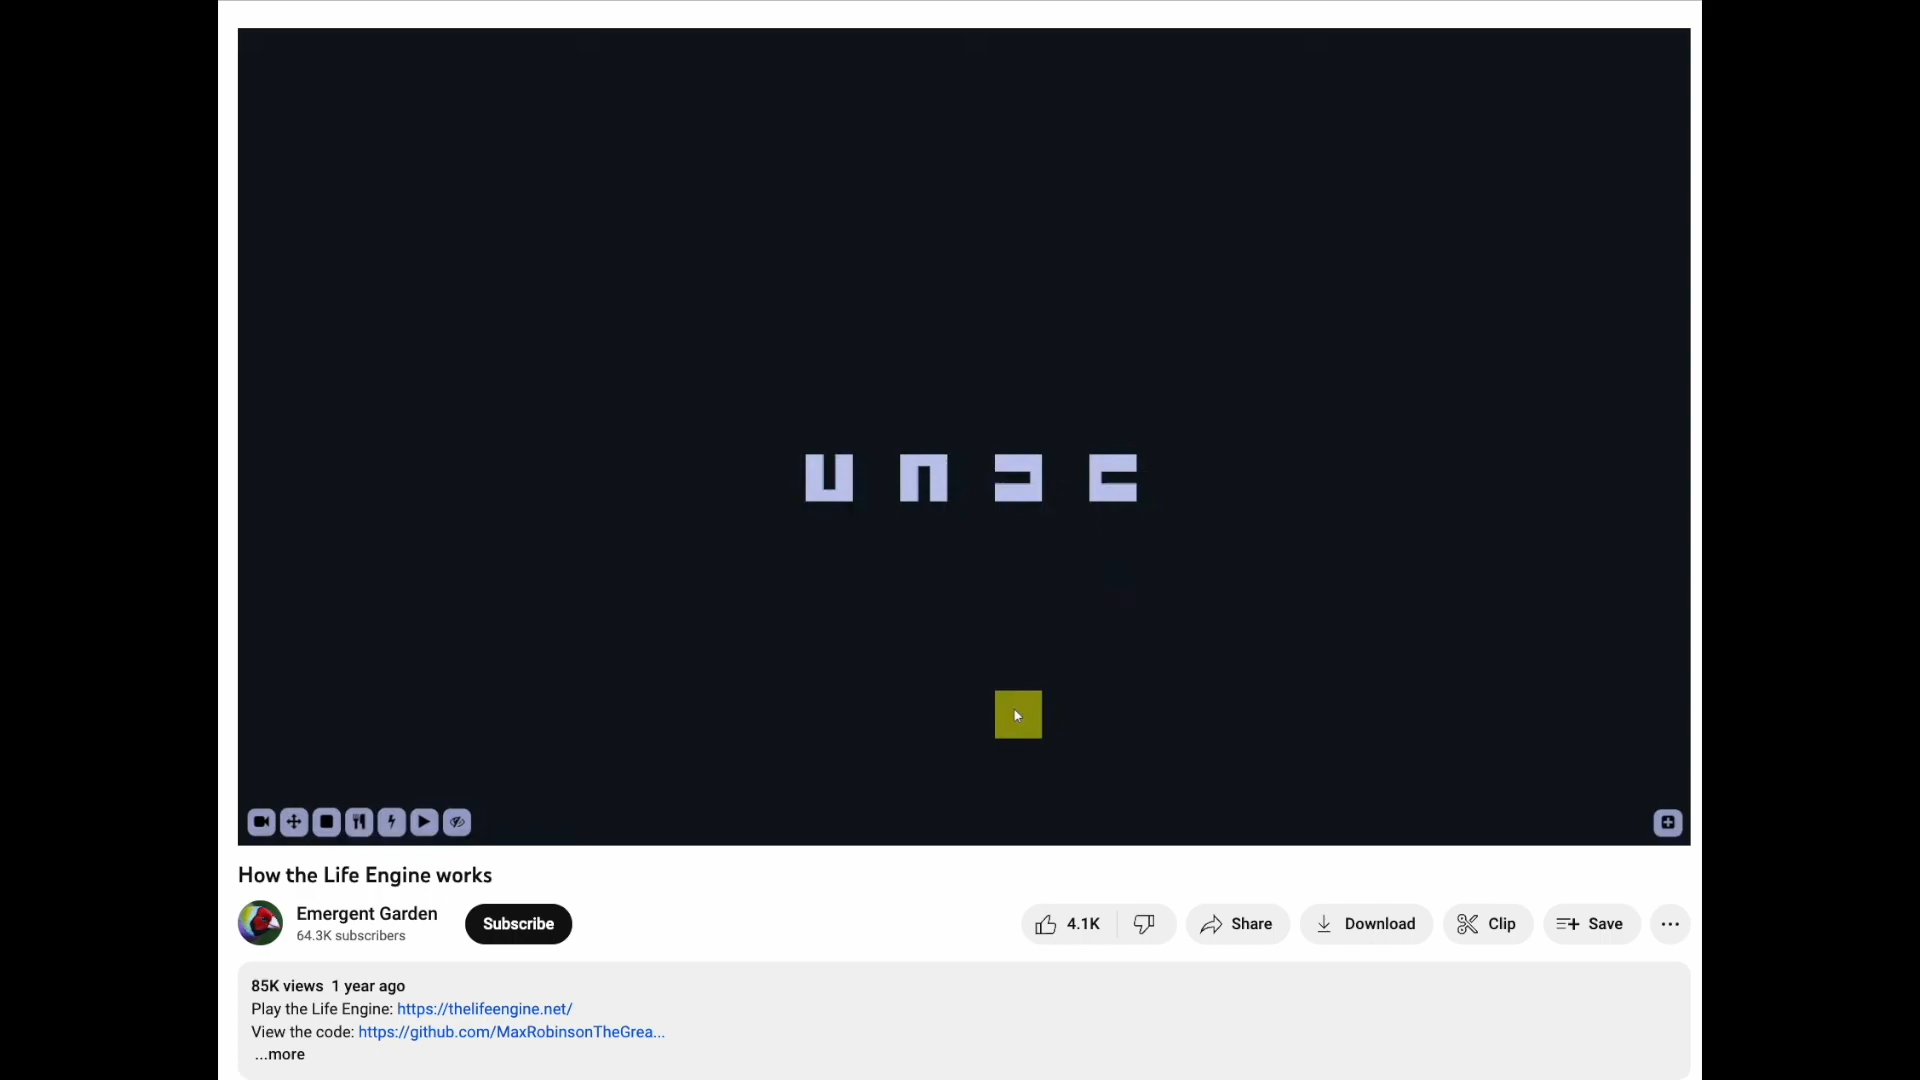 How the Life Engine works
Emergent Garden
64.3K subscribers
Subscribe
4.1K
Share
Download
Clip
Save
85K views 1 year ago
Play the Life Engine: https://thelifeengine.net/
View the code: https://github.com/MaxRobinsonTheGrea...
...more